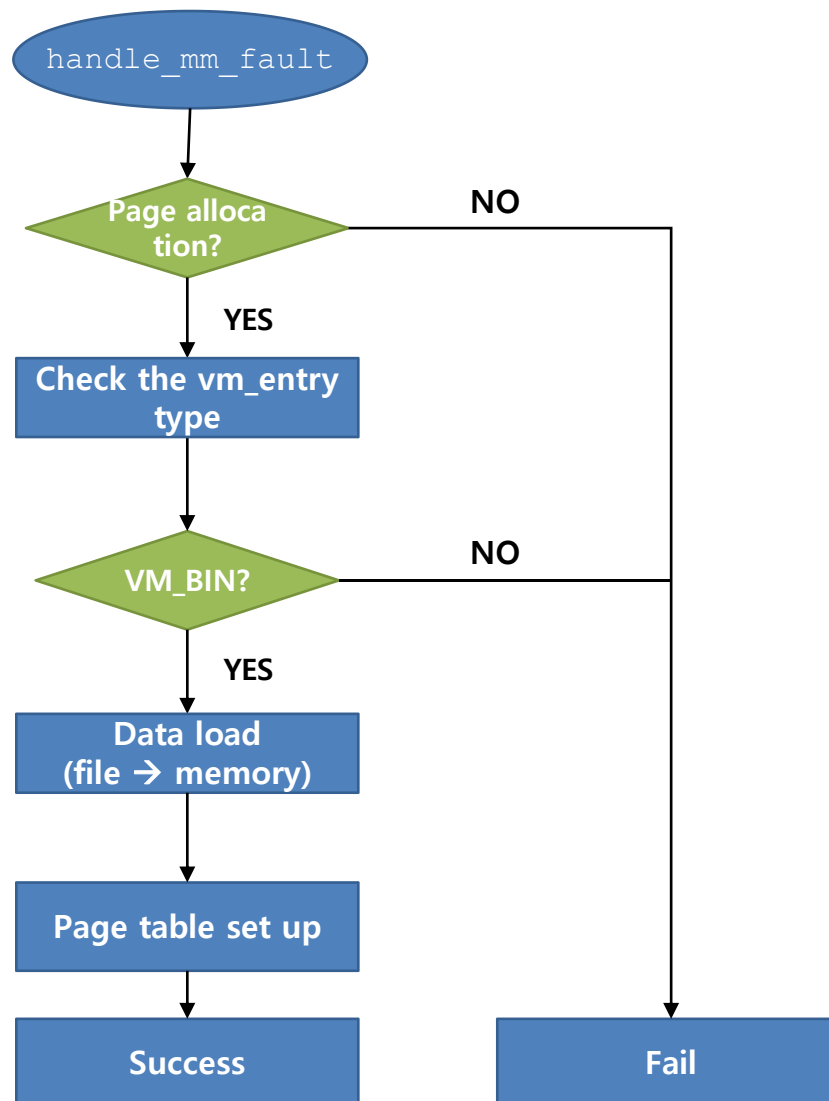 handle_mm_fault
Page alloca
tion?
NO
YES
Check the vm_entry
type
VM_BIN?
NO
YES
Data load
(file → memory)
Page table set up
Success
Fail